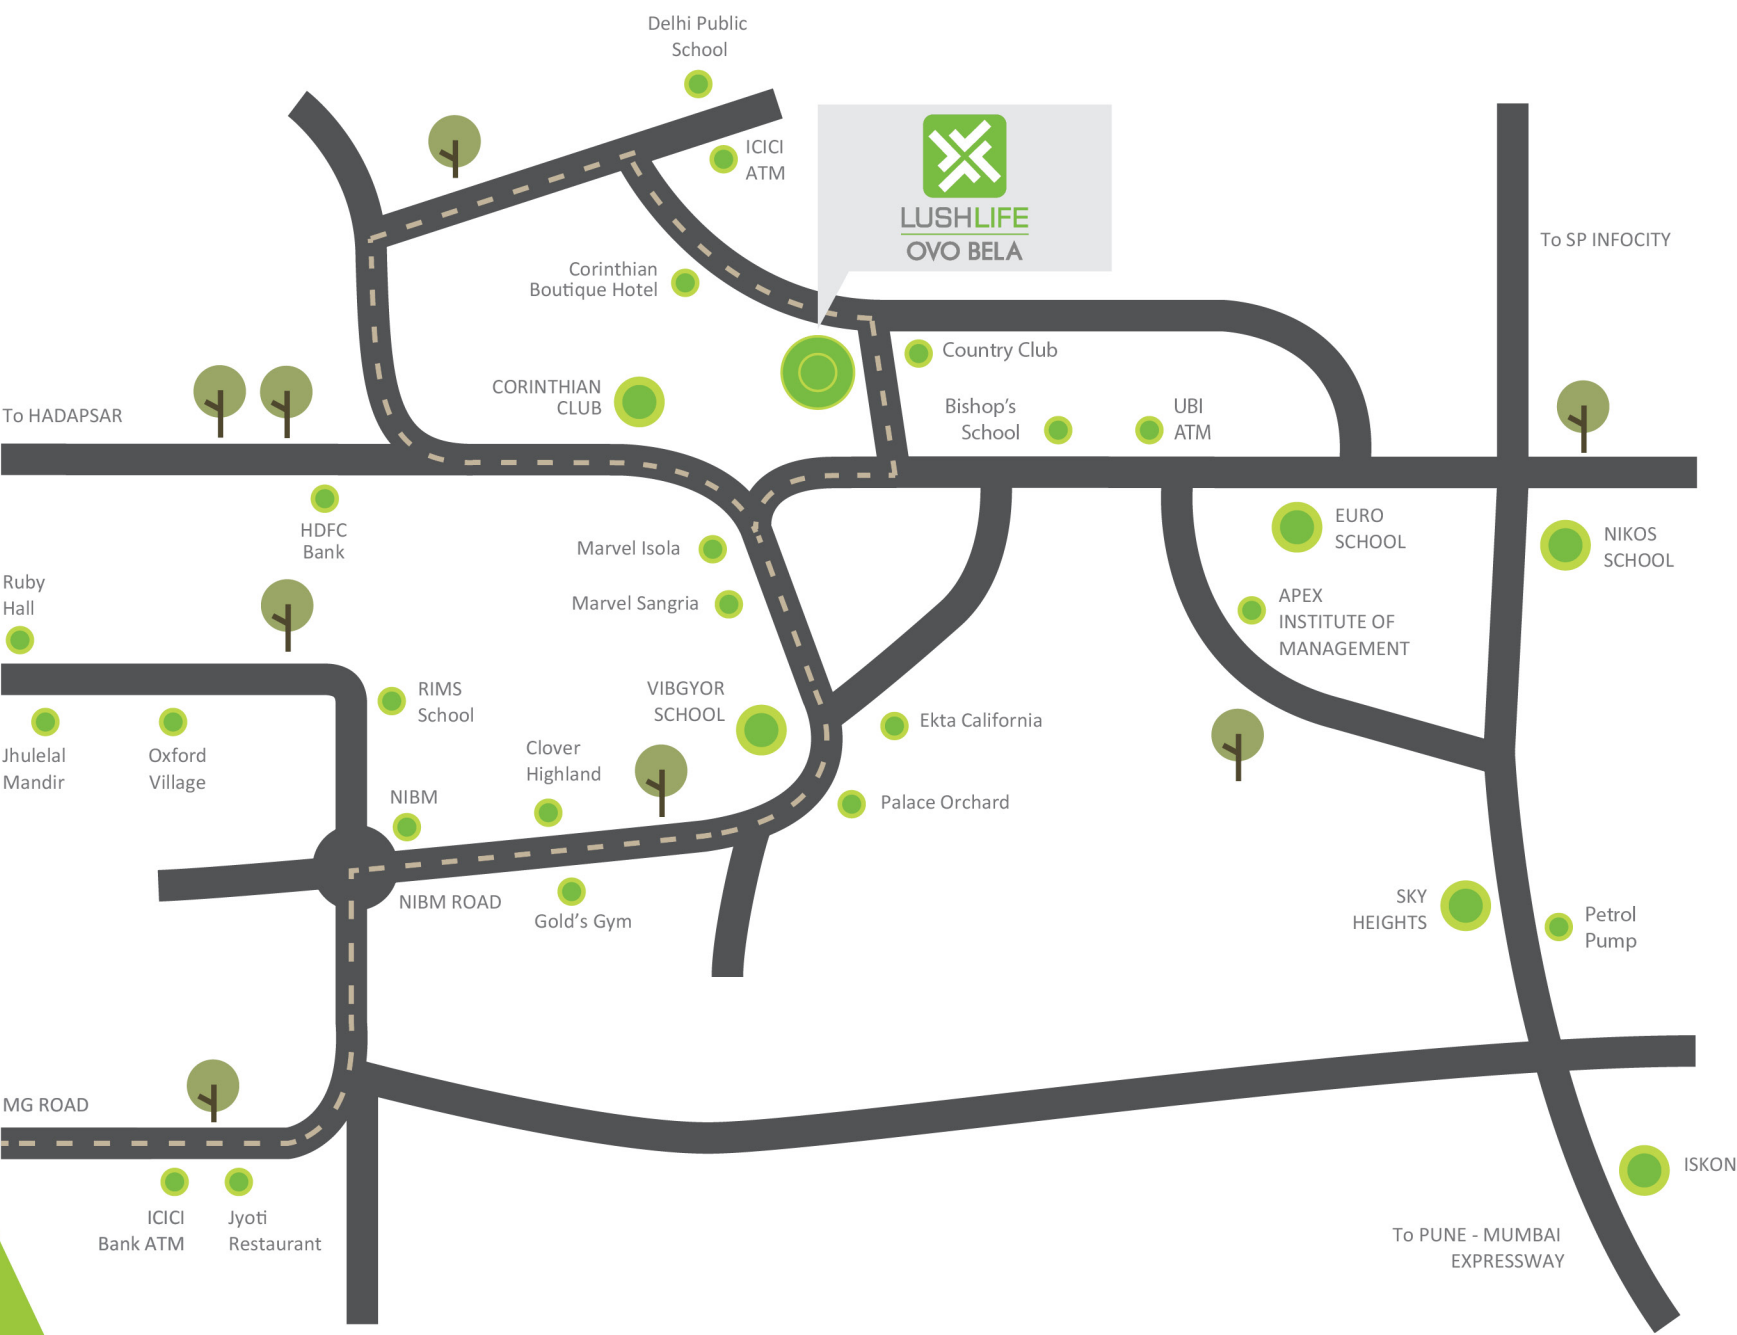 Delhi Public
School
ICICI
ATM
LUSHLIFE
OVO BELA
To SP INFOCITY
Corinthian
Boutique Hotel
Country Club
CORINTHIAN
CLUB
To HADAPSAR
Bishop's
School
UBI
ATM
HDFC
Bank
EURO
SCHOOL
NIKOS
SCHOOL
Marvel Isola
Marvel Sangria
Ruby
Hall
APEX
INSTITUTE OF
MANAGEMENT
RIMS
School
VIBGYOR
SCHOOL
Ekta California
Jhulelal
Mandir
Oxford
Village
Clover
Highland
NIBM
Palace Orchard
NIBM ROAD
Gold's Gym
SKY
HEIGHTS
Petrol
Pump
MG ROAD
ISKON
ICICI
Bank ATM
Jyoti
Restaurant
To PUNE - MUMBAI
EXPRESSWAY